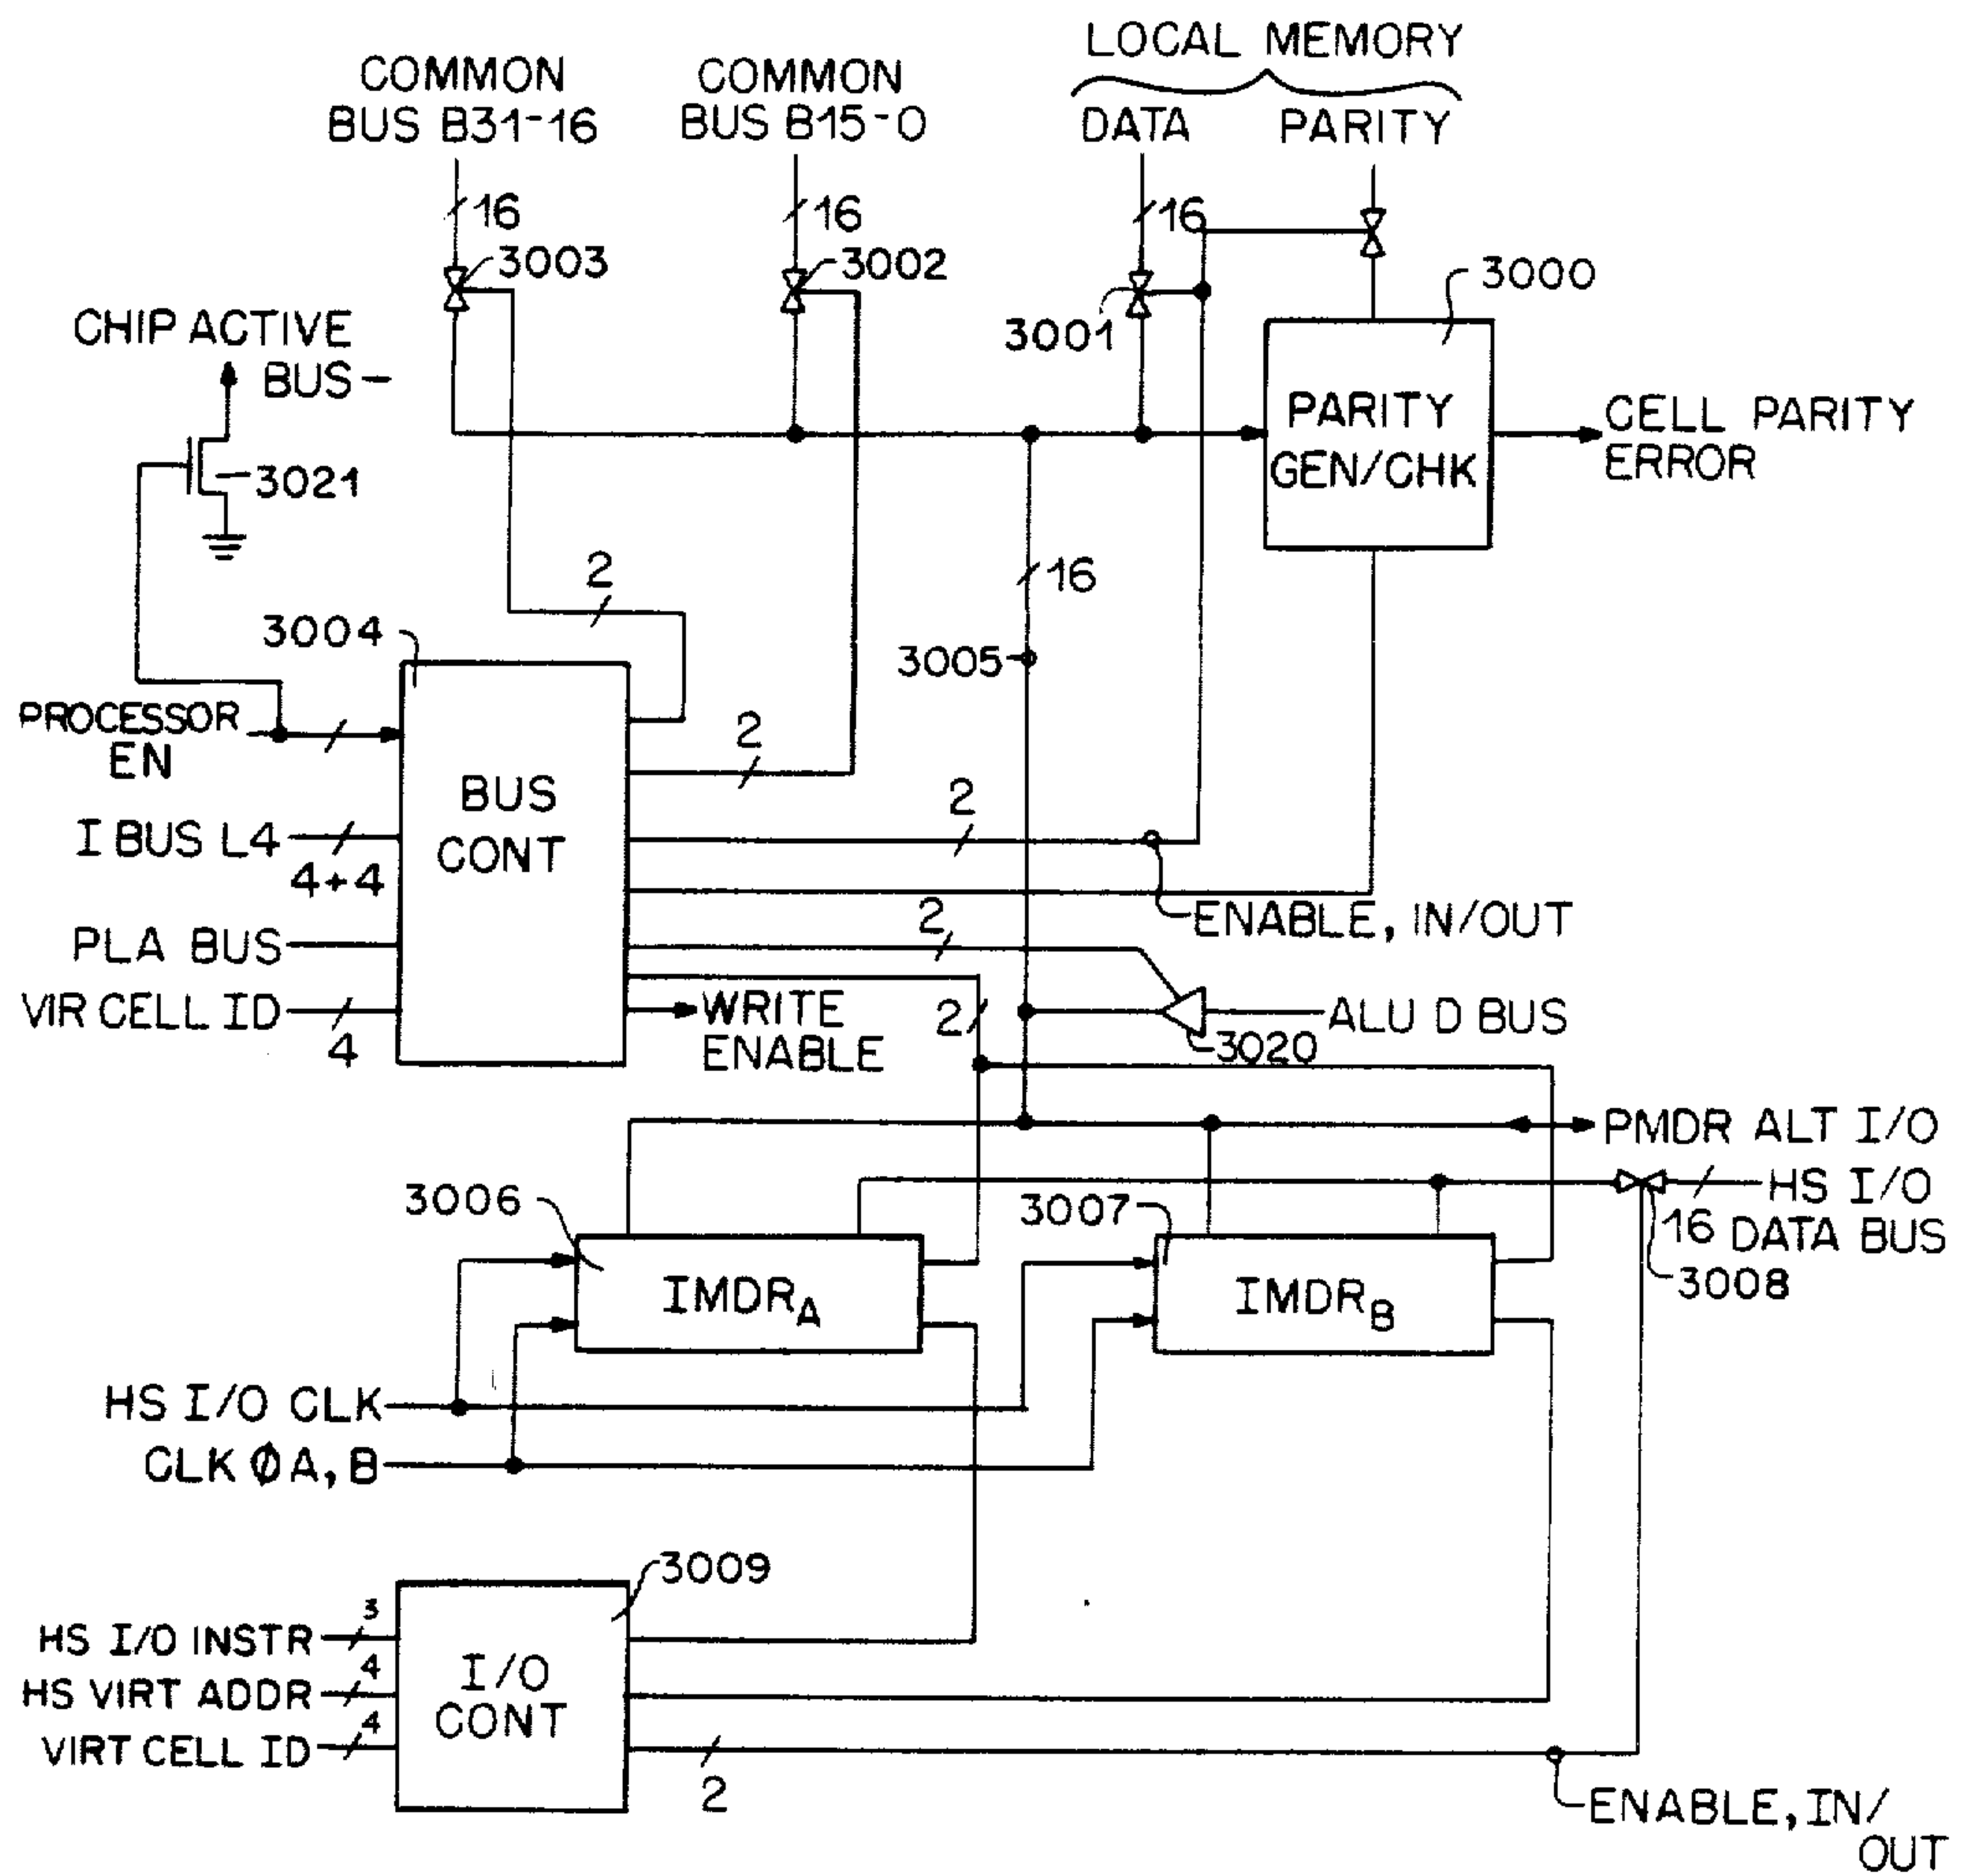 LOCAL MEMORY
COMMON
BUS B31-16
COMMON
BUS B15-0
DATA
PARITY
16
16
16
3003
3002
3001
3000
CHIP ACTIVE
BUS-
3021
PARITY
GEN/CHK
CELL PARITY
ERROR
2
16
3004
3005
PROCESSOR
EN
BUS
CONT
2
I BUS L4
4+4
2
ENABLE, IN/OUT
PLA BUS
2
VIR CELL ID
4
WRITE
ENABLE
2
ALU D BUS
3020
PMDR ALT I/O
HS I/O
DATA BUS
16
3008
3006
IMDRA
3007
IMDRB
HS I/O CLK
CLK ϕA, B
3009
HS I/O INSTR
3
HS VIRT ADDR
4
VIRT CELL ID
4
I/O
CONT
2
ENABLE, IN/
OUT